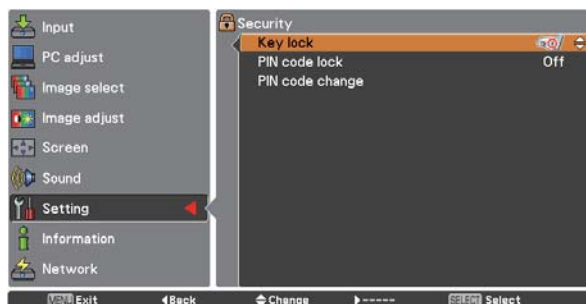 Input
PC adjust
Image select
Image adjust
Screen
Sound
Setting
Information
Network
Security
Key lock
PIN code lock Off
PIN code change
MENU Exit Back Change ----- SELECT Select